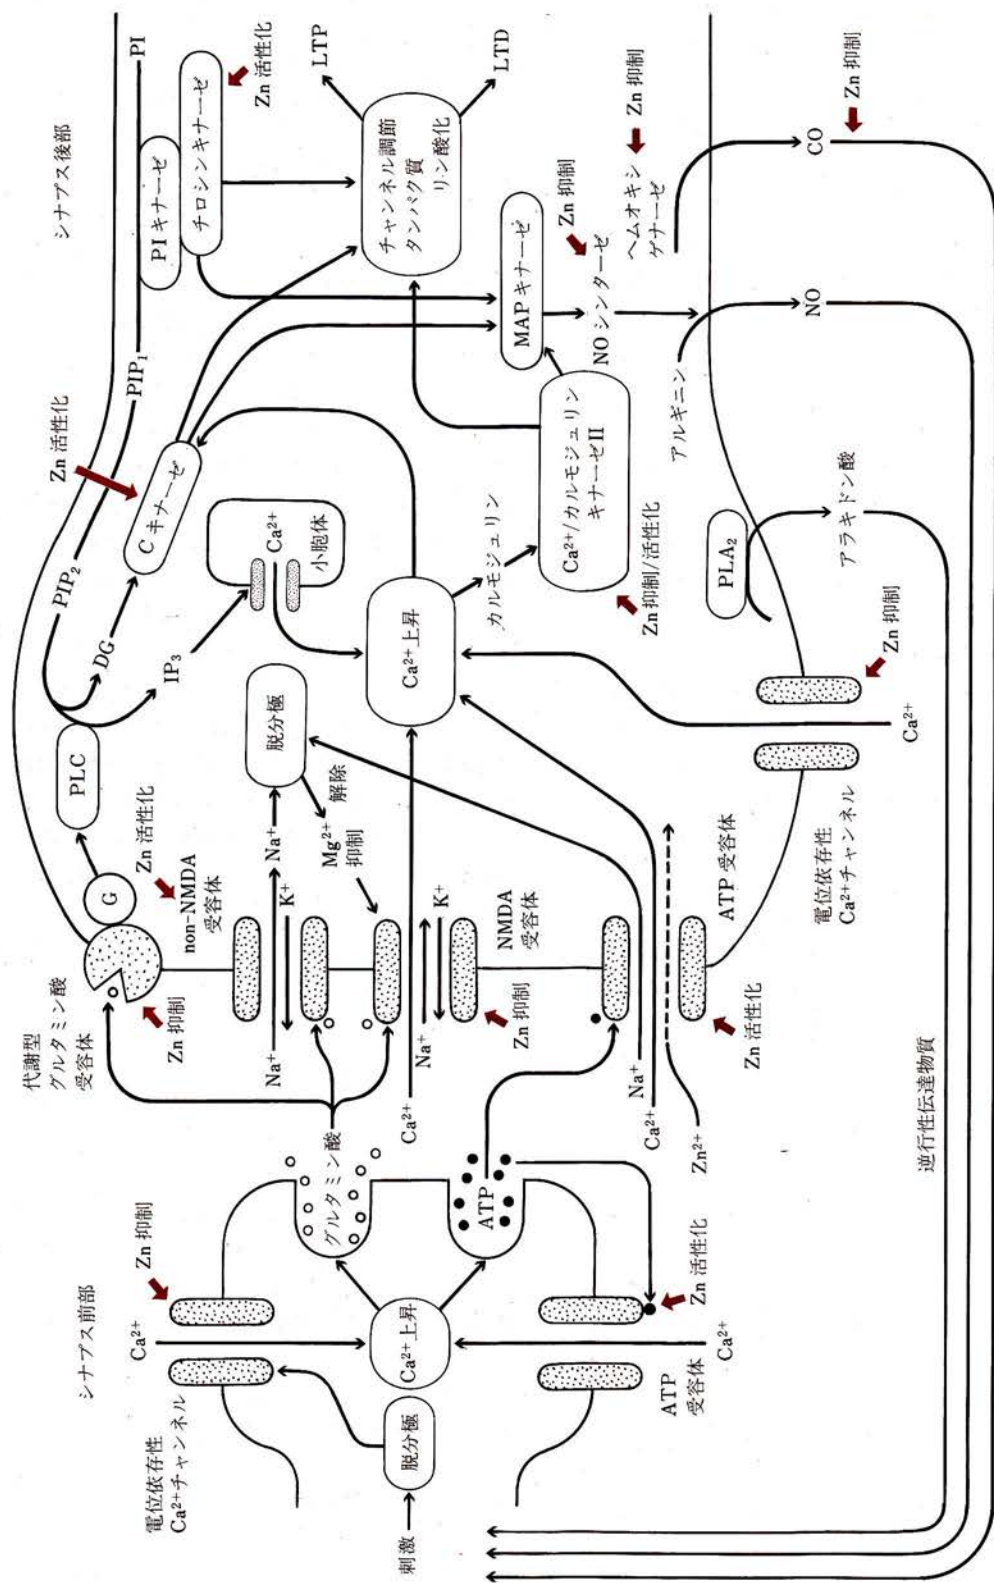 シナプス前部
シナプス後部
電位依存性
Ca²⁺チャンネル
Ca²⁺
Zn 抑制
刺激
脱分極
Ca²⁺上昇
グルタミン酸
ATP
Ca²⁺
Zn 活性化
ATP
受容体
代謝型
グルタミン酸
受容体
Zn 抑制
G
PLC
non-NMDA
受容体
Zn 活性化
Na⁺
Na⁺
K⁺
脱分極
解除
Mg²⁺
抑制
Ca²⁺
Na⁺
K⁺
NMDA
受容体
Zn 抑制
Na⁺
Ca²⁺
Zn²⁺
ATP 受容体
Zn 活性化
PIP₂
DG
IP₃
Zn 活性化
C キナーゼ
PIP₁
PI
PI キナーゼ
チロシンキナーゼ
Zn 活性化
Ca²⁺
小胞体
Ca²⁺上昇
カルモジュリン
Ca²⁺/カルモジュリン
キナーゼII
Zn 抑制/活性化
チャンネル調節
タンパク質
リン酸化
LTP
LTD
MAP キナーゼ
NO シンターゼ
Zn 抑制
アルギニン
NO
ヘムオキシ
ゲナーゼ
Zn 抑制
CO
Zn 抑制
PLA₂
アラキドン酸
電位依存性
Ca²⁺チャンネル
Ca²⁺
Zn 抑制
逆行性伝達物質